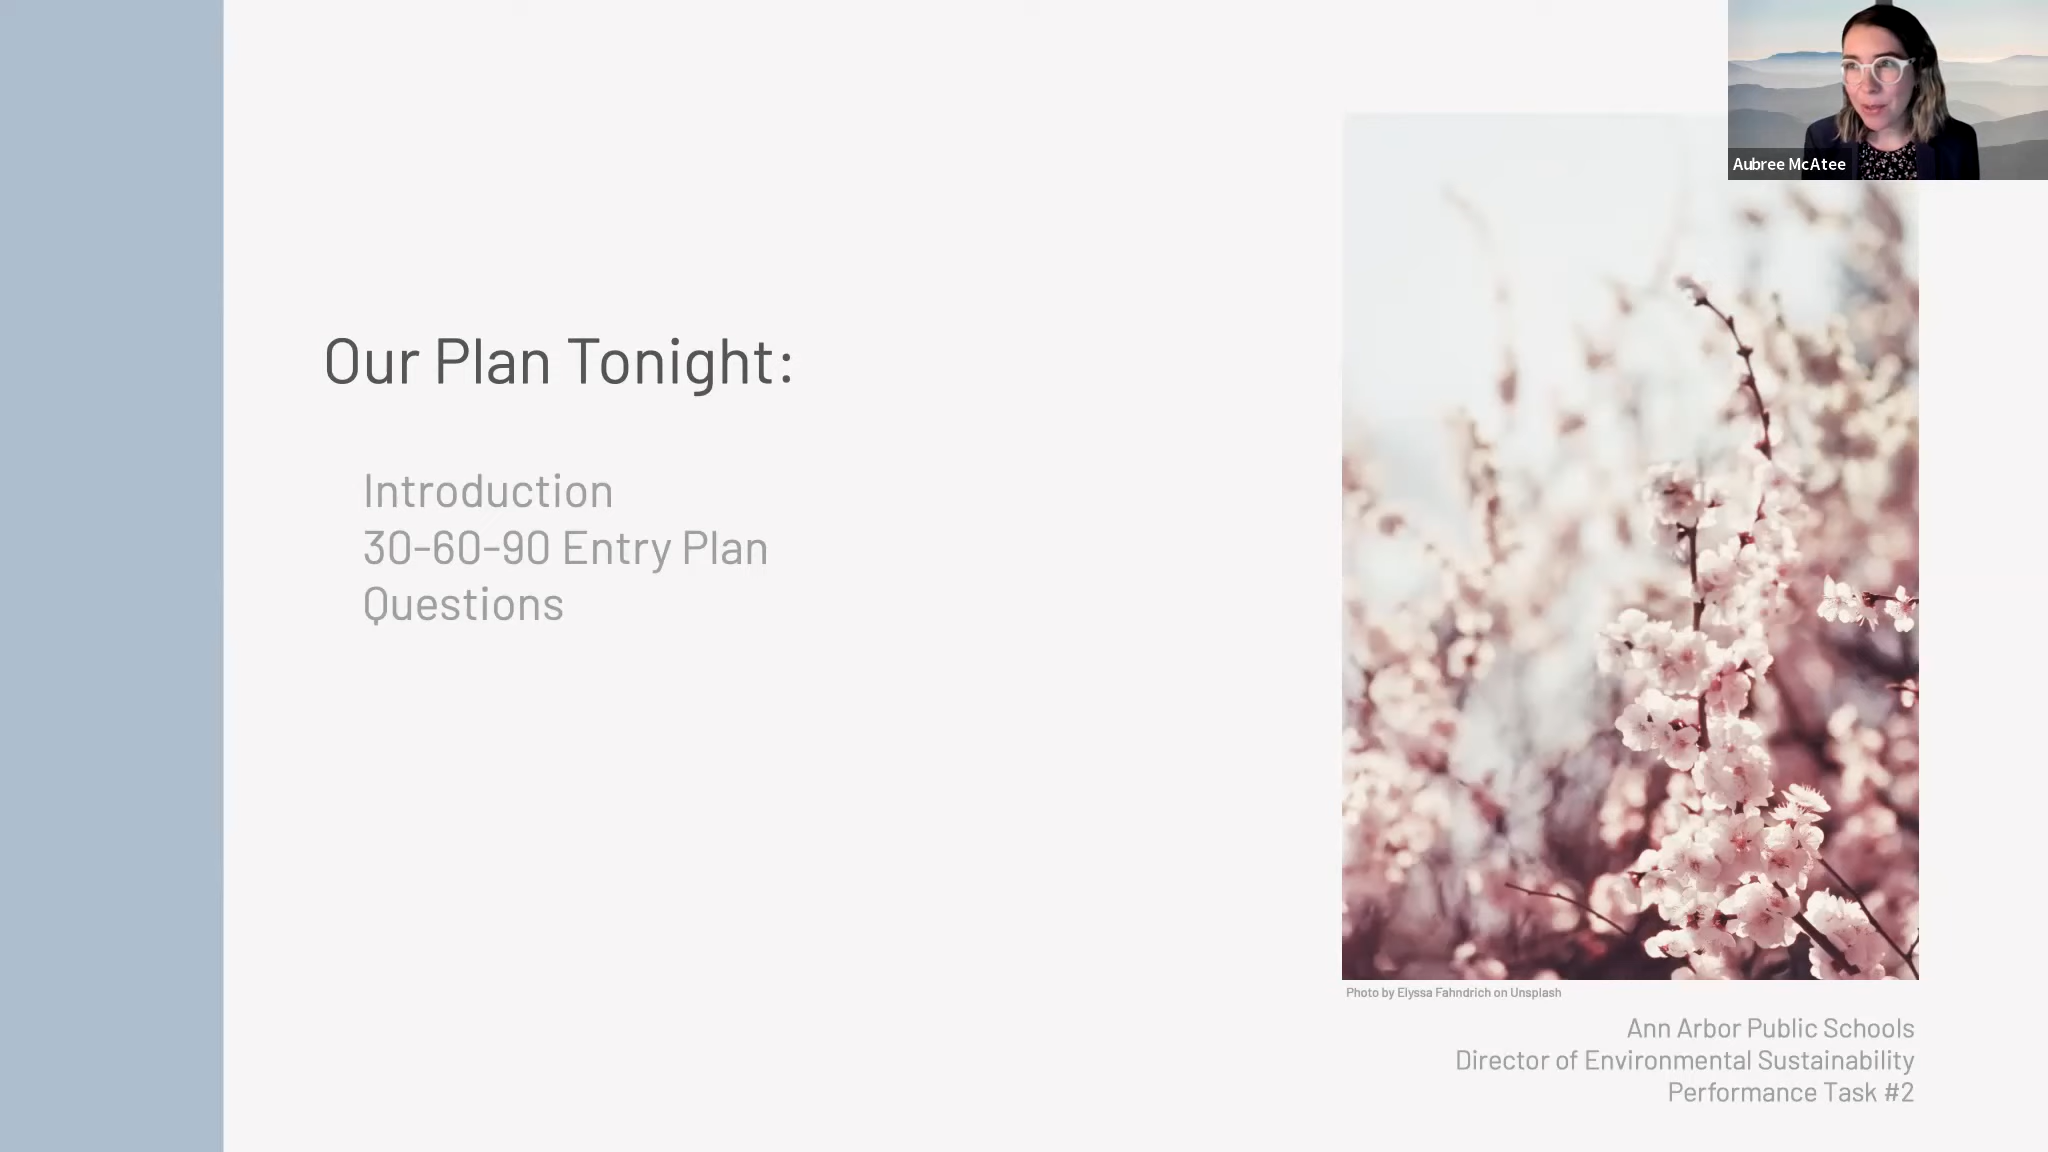 Aubree McAtee
Our Plan Tonight:
Introduction
30-60-90 Entry Plan
Questions
Photo by Elyssa Fahndrich on Unsplash
Ann Arbor Public Schools
Director of Environmental Sustainability
Performance Task #2